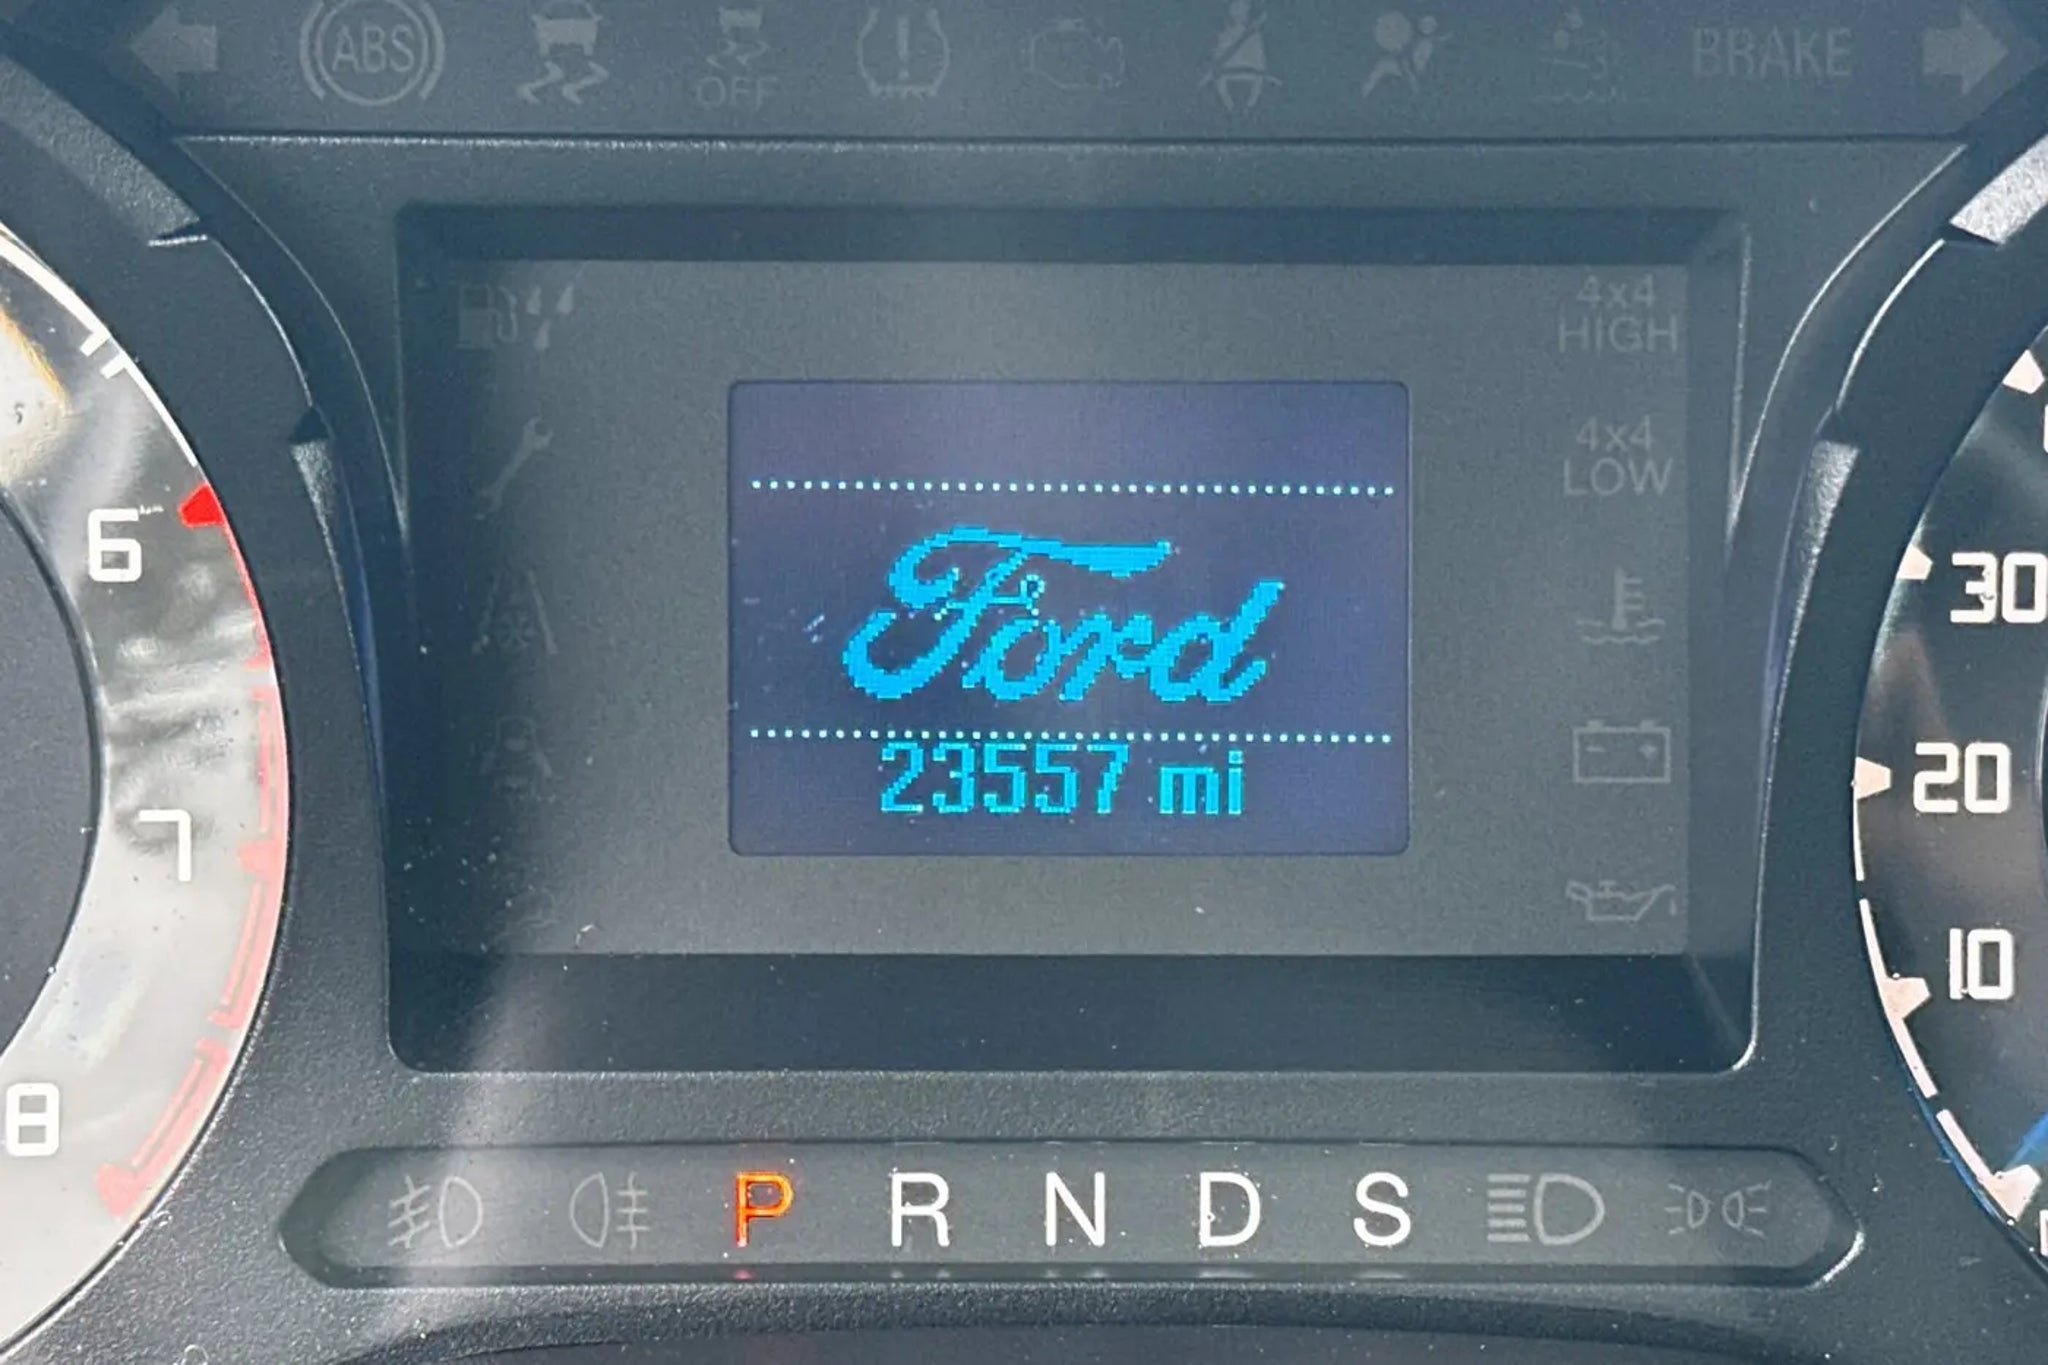 ABS
OFF
BRAKE
4x4
HIGH
4x4
LOW
Ford
23557 mi
6
7
8
30
20
10
P R N D S